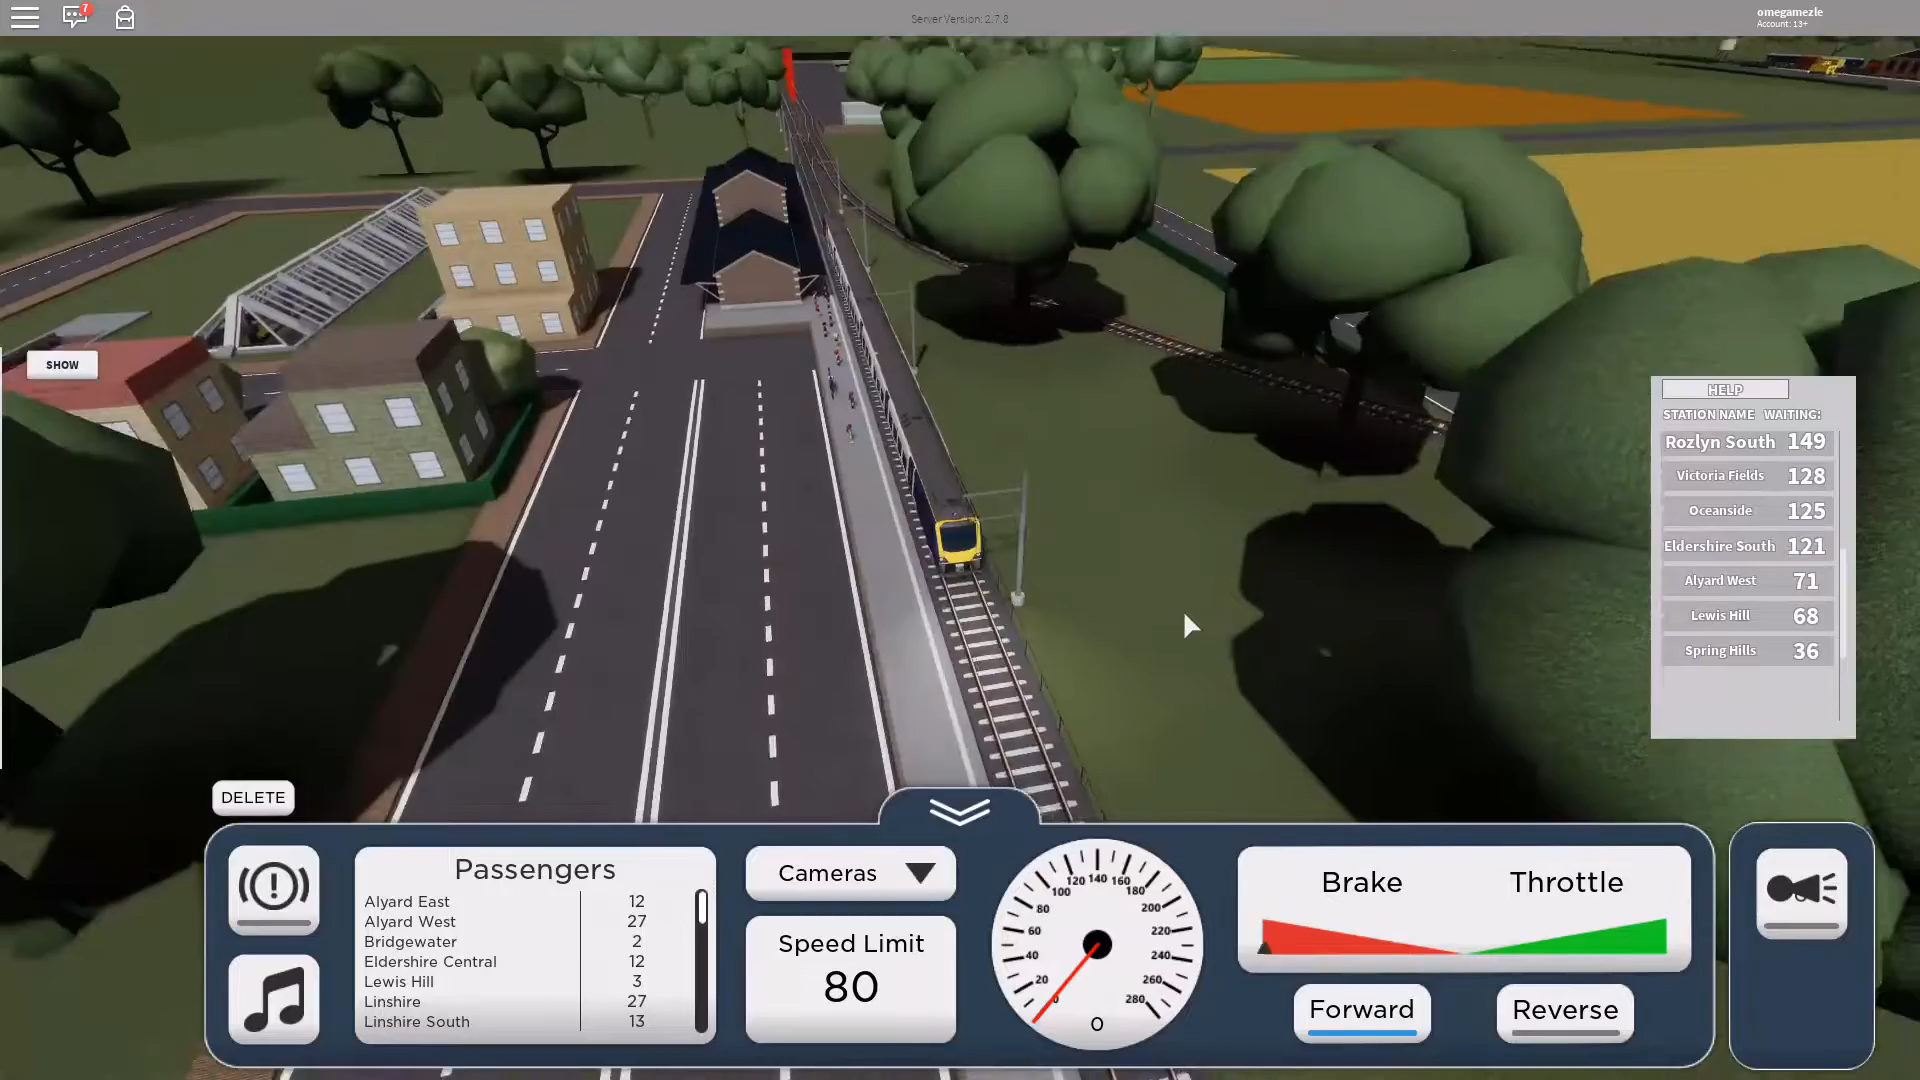 7
Server Version: 2.7.8
omegamezle
Account: 13+
SHOW
HELP
STATION NAME WAITING:
Rozlyn South 149
Victoria Fields 128
Oceanside 125
Eldershire South 121
Alyard West 71
Lewis Hill 68
Spring Hills 36
DELETE
Passengers
Alyard East 12
Alyard West 27
Bridgewater 2
Eldershire Central 12
Lewis Hill 3
Linshire 27
Linshire South 13
Cameras
Speed Limit
80
0 20 40 60 80 100 120 140 160 180 200 220 240 260 280
0
Brake Throttle
Forward Reverse